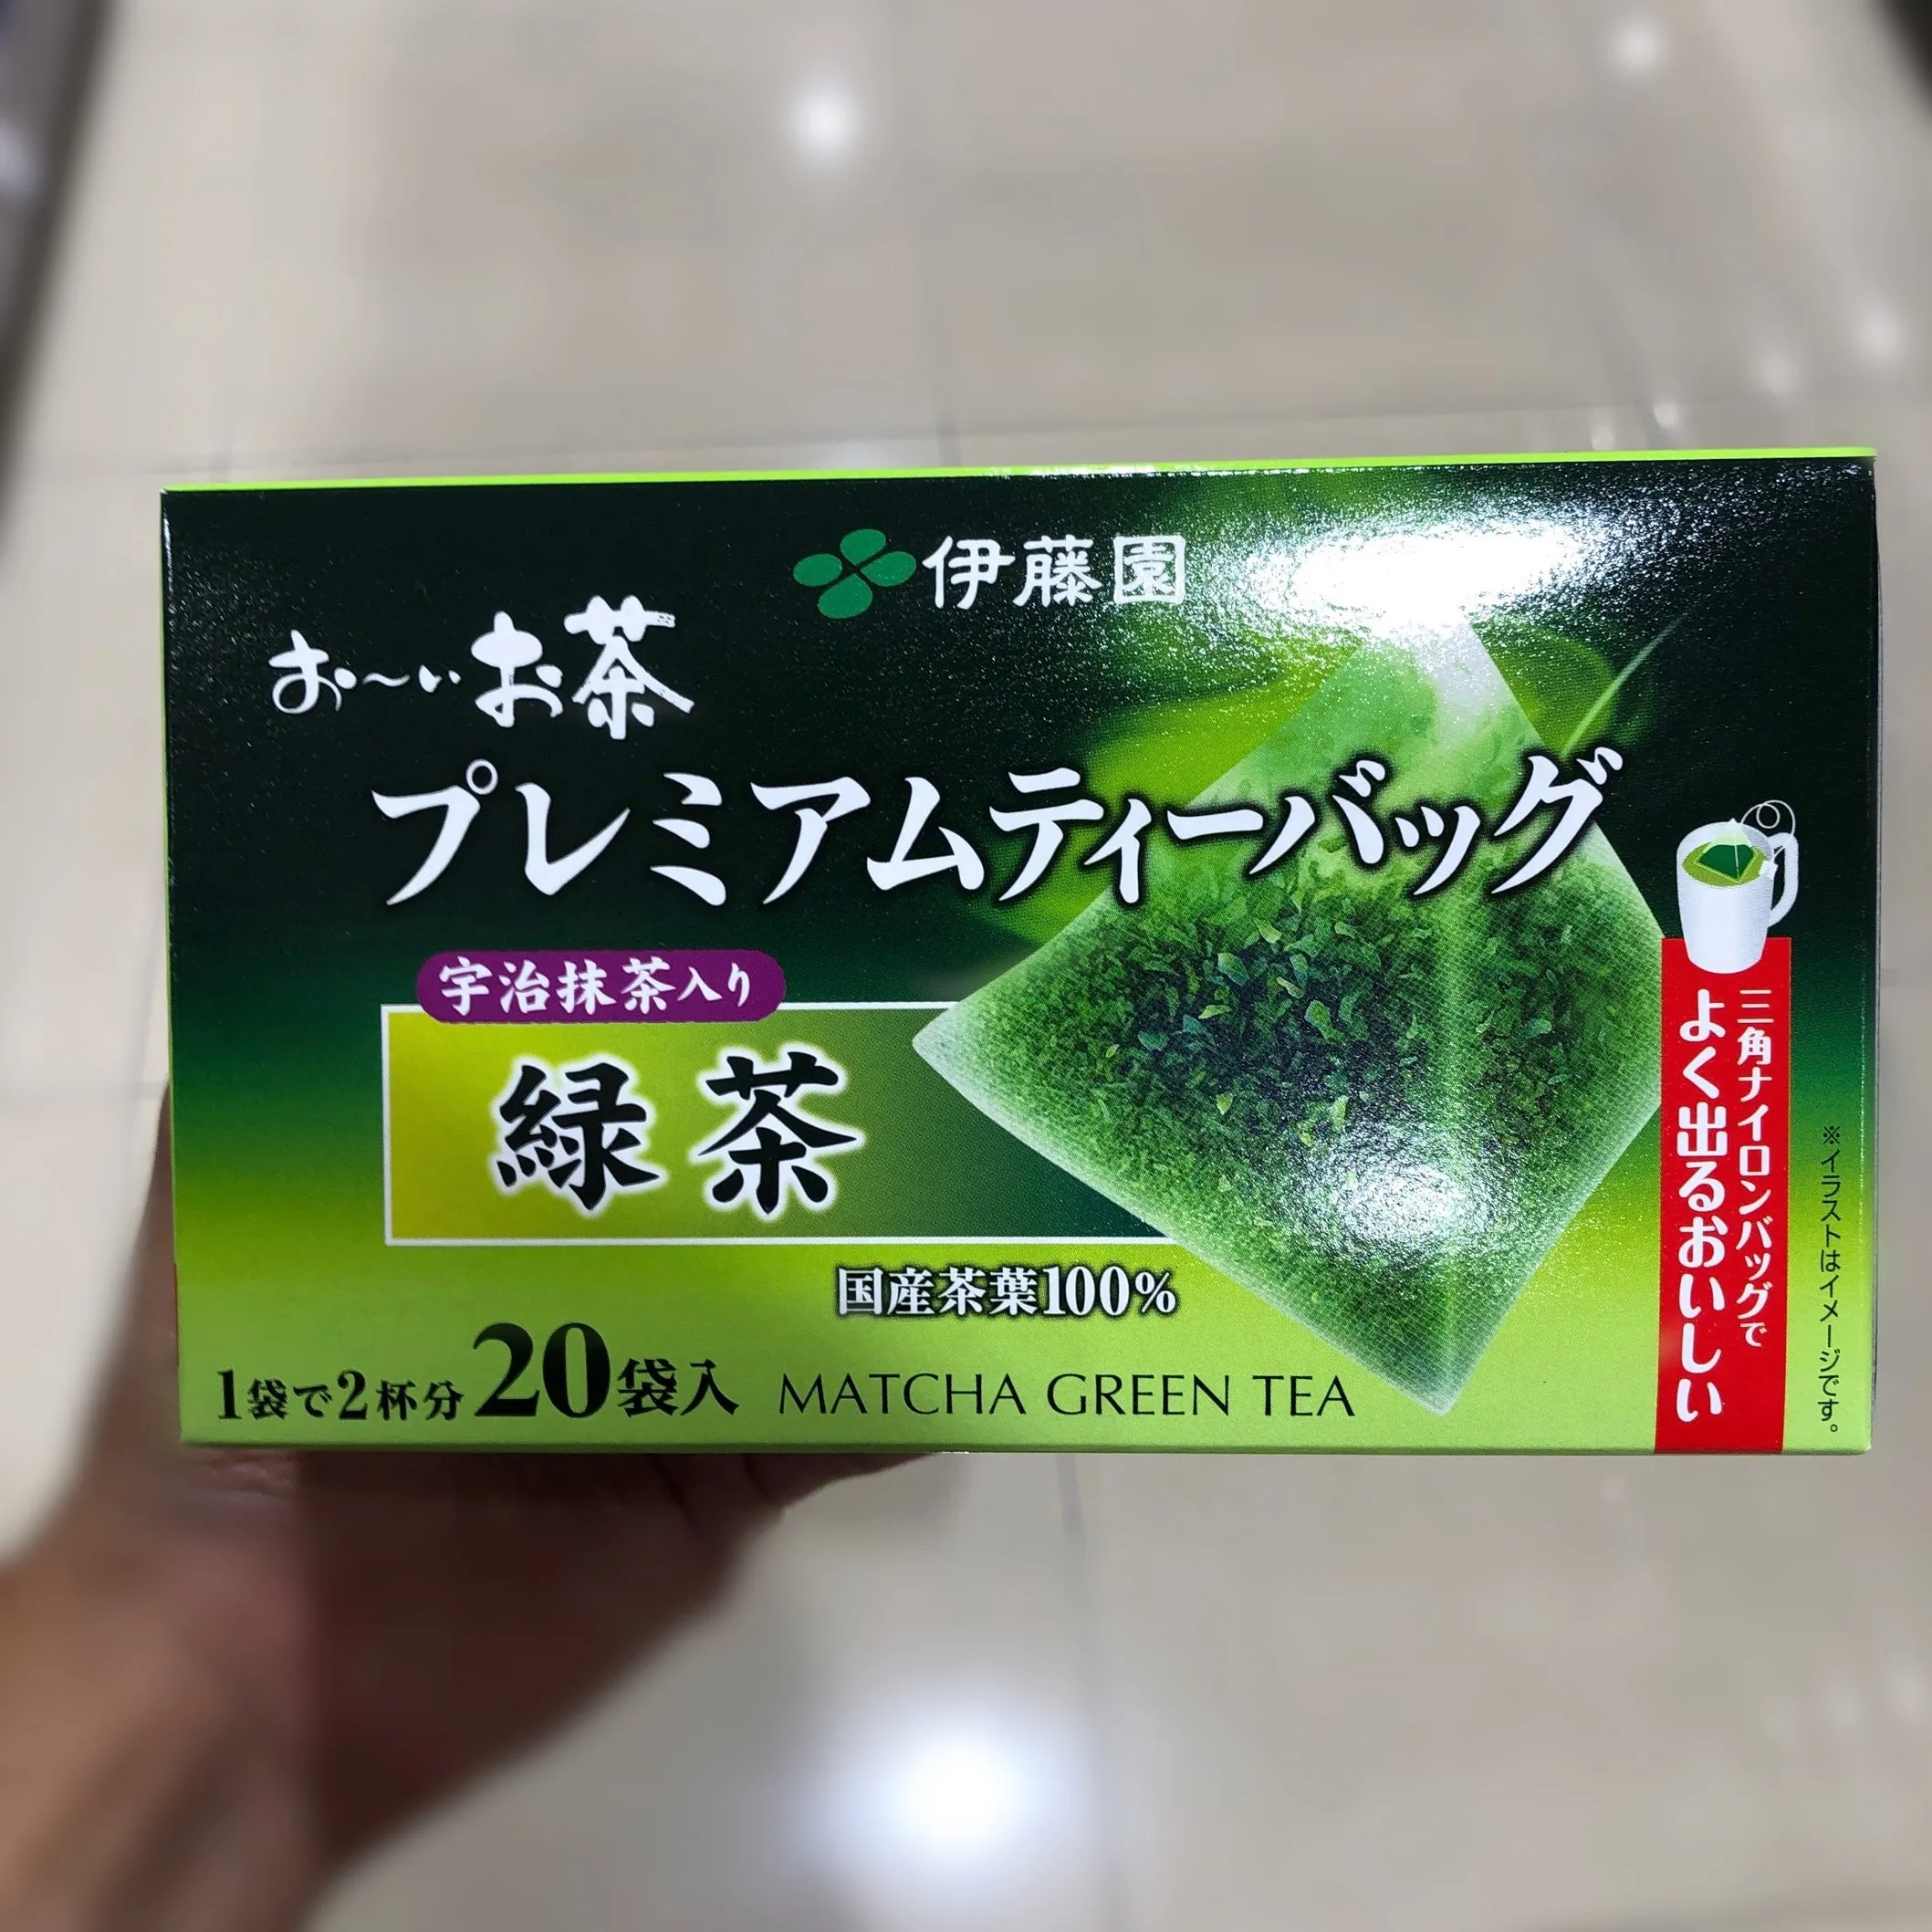 伊藤園
お～いお茶
プレミアムティーバッグ
宇治抹茶入り
緑茶
国産茶葉100%
1袋で2杯分20袋入
MATCHA GREEN TEA
三角ナイロンバッグで
よく出るおいしい
※イラストはイメージです。